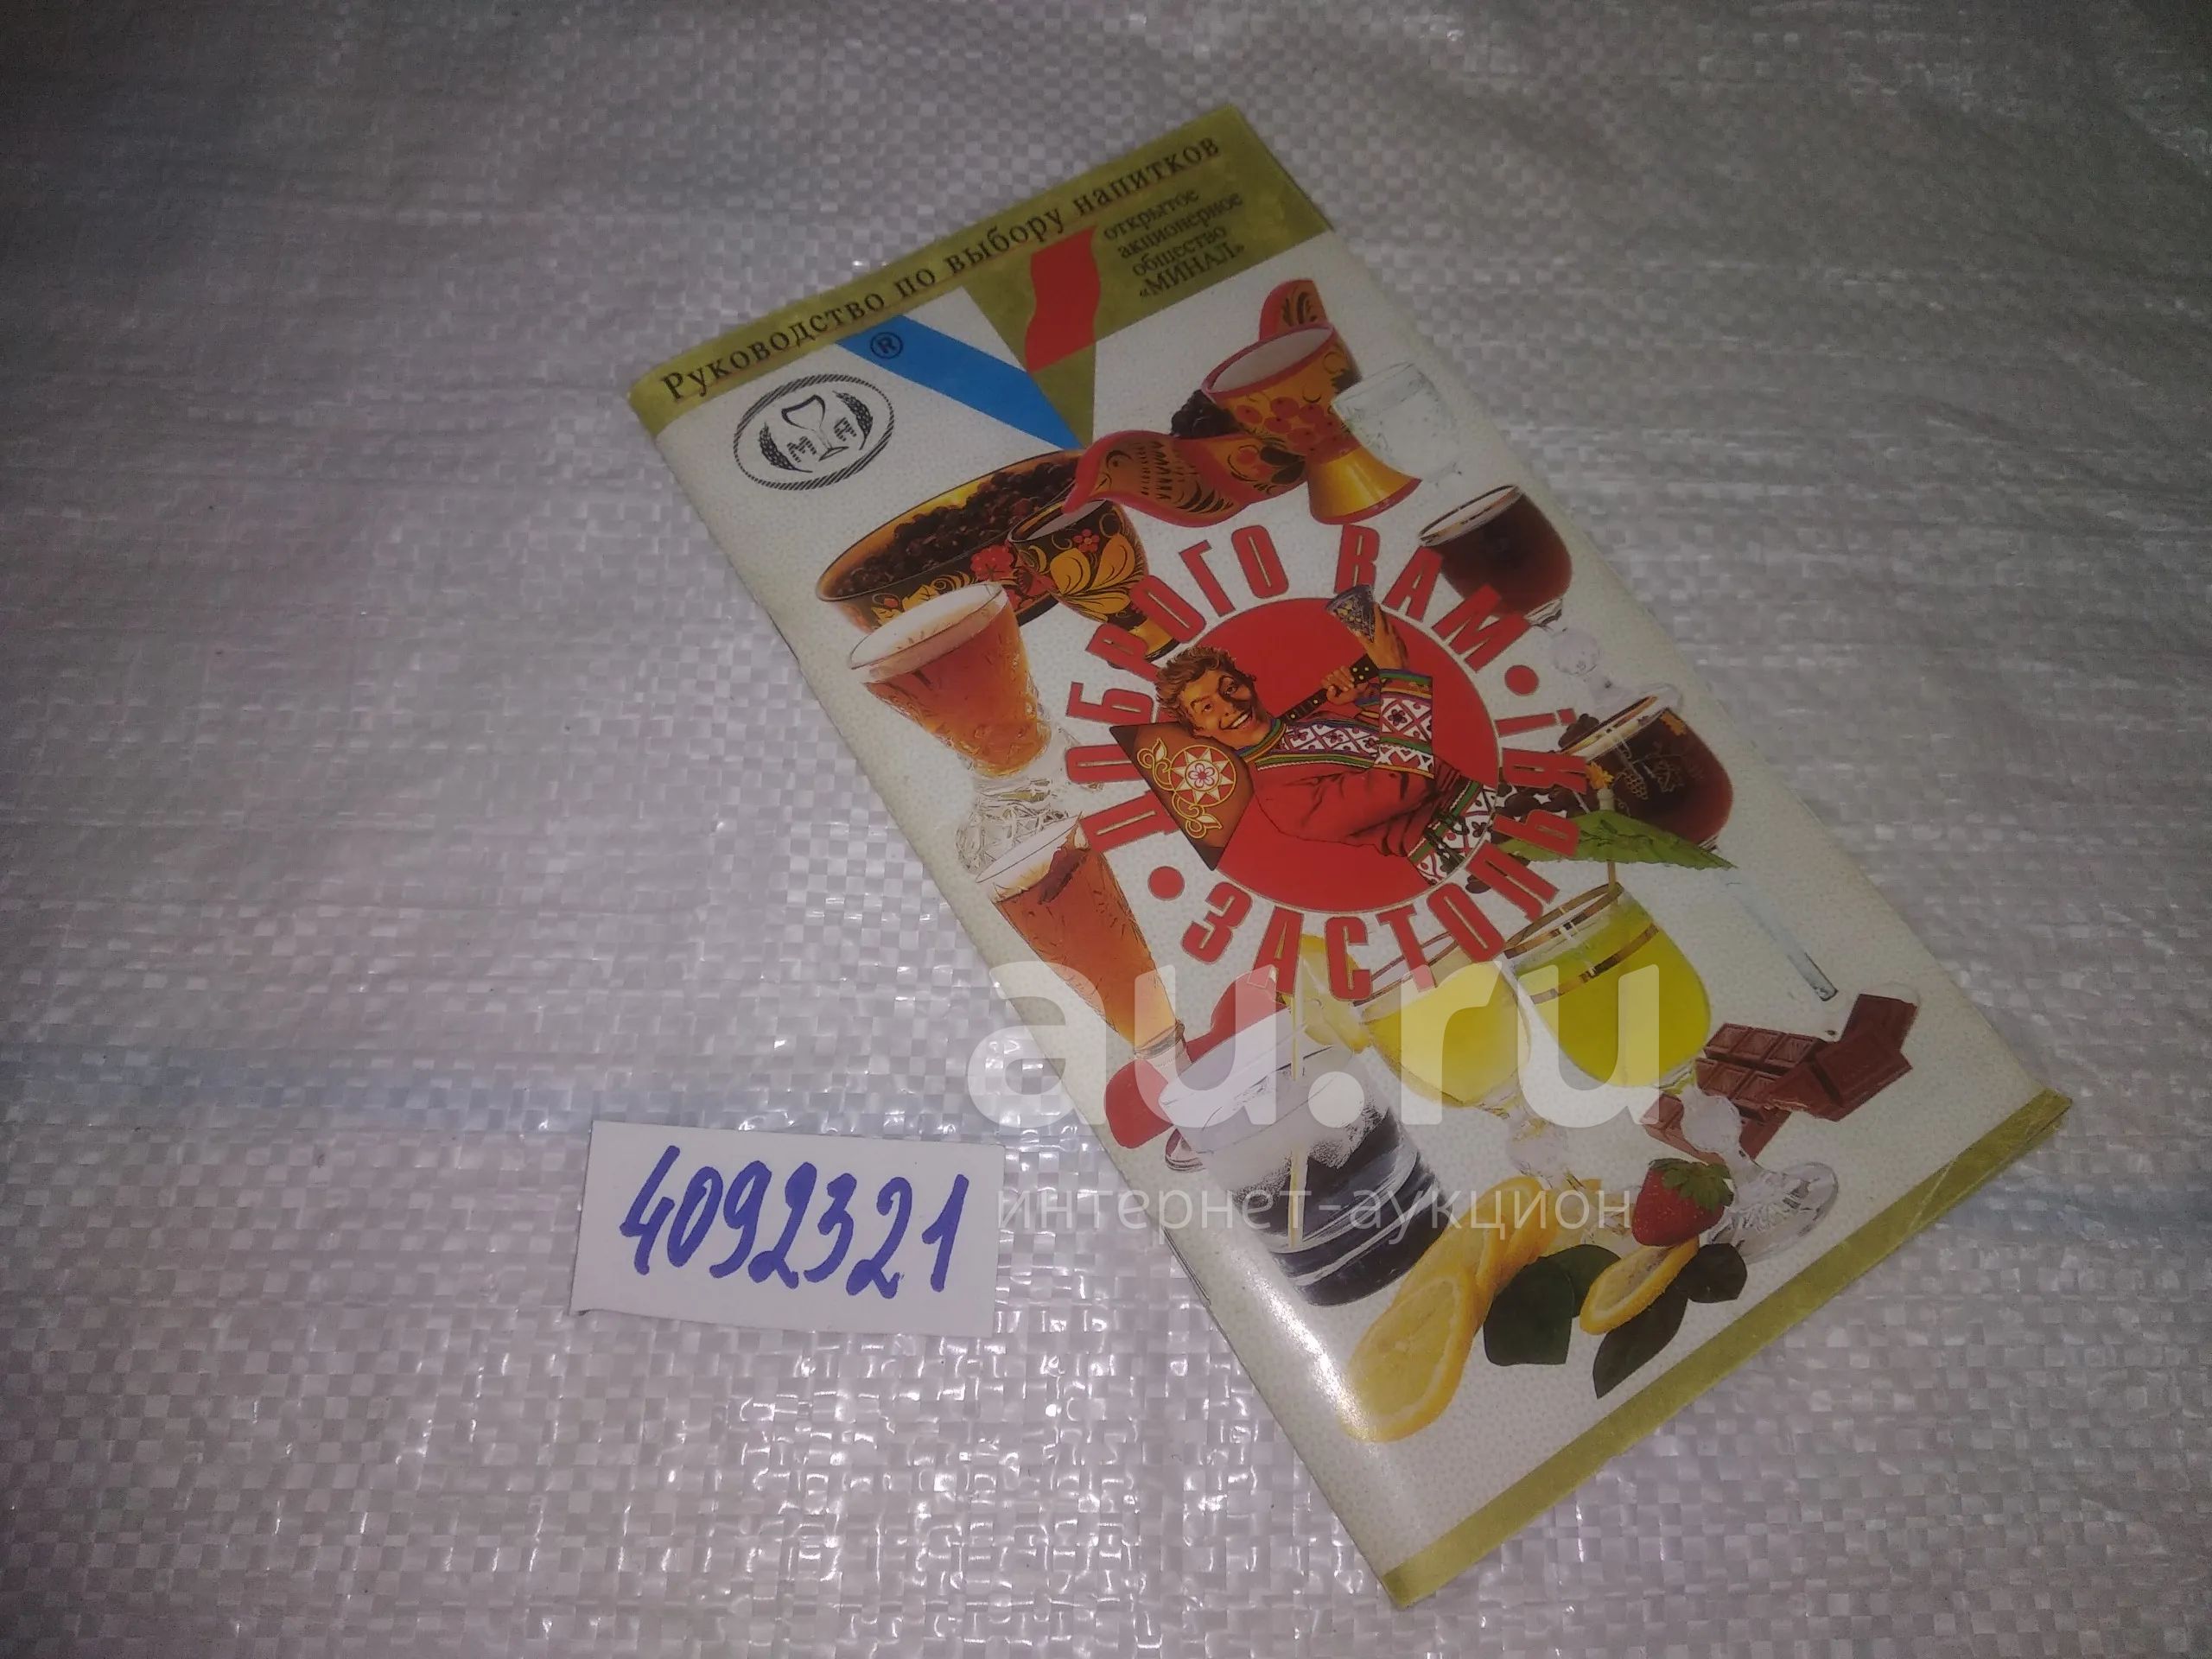 Руководство по выбору напитков
открытое
акционерное
общество
«МИНАЛ»
®
• ДОБРОГО ВАМ •
ЗАСТОЛЬЯ!
au.ru
интернет-аукцион
4092321